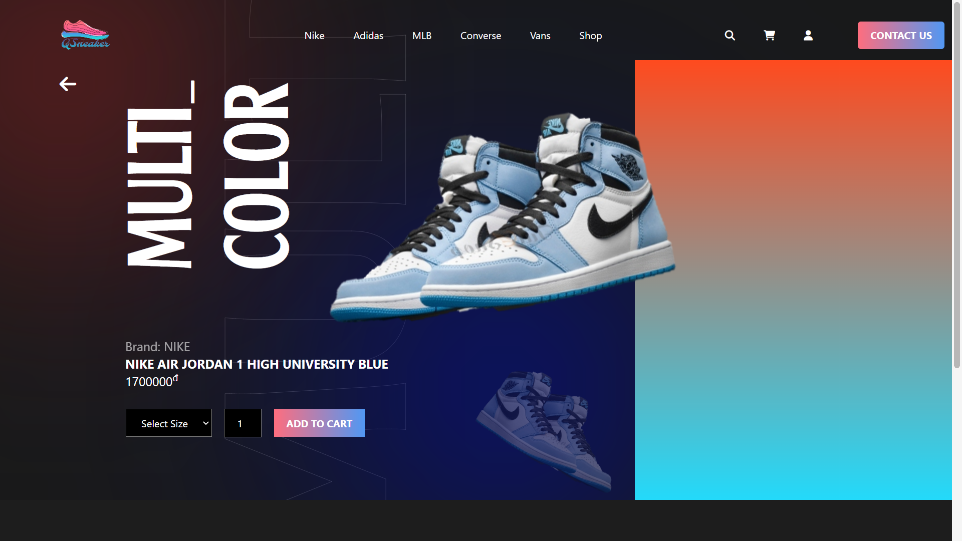 QSneaker
Nike
Adidas
MLB
Converse
Vans
Shop
CONTACT US
MULTI_
COLOR
Brand: NIKE
NIKE AIR JORDAN 1 HIGH UNIVERSITY BLUE
1700000₫
Select Size
1
ADD TO CART